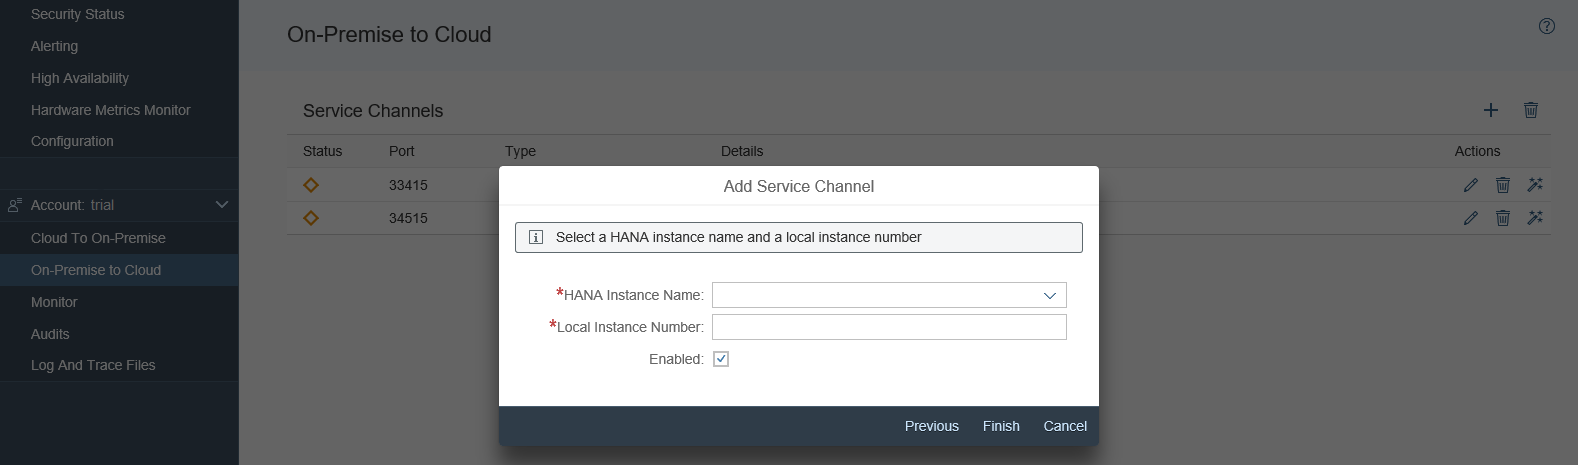 Security Status
Alerting
High Availability
Hardware Metrics Monitor
Configuration
Account: trial
Cloud To On-Premise
On-Premise to Cloud
Monitor
Audits
Log And Trace Files
On-Premise to Cloud
Service Channels
Status Port Type Details Actions
33415
34515
Add Service Channel
Select a HANA instance name and a local instance number
*HANA Instance Name:
*Local Instance Number:
Enabled:
Previous Finish Cancel